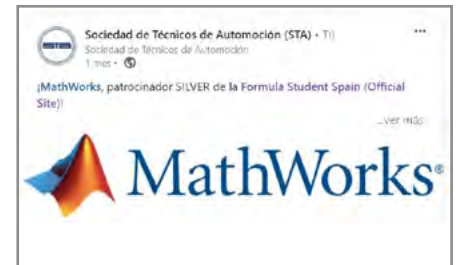 Sociedad de Técnicos de Automoción (STA) • Tú
Sociedad de Técnicos de Automoción
1 mes •
¡MathWorks, patrocinador SILVER de la Formula Student Spain (Official
Site)!
...ver más
MathWorks®